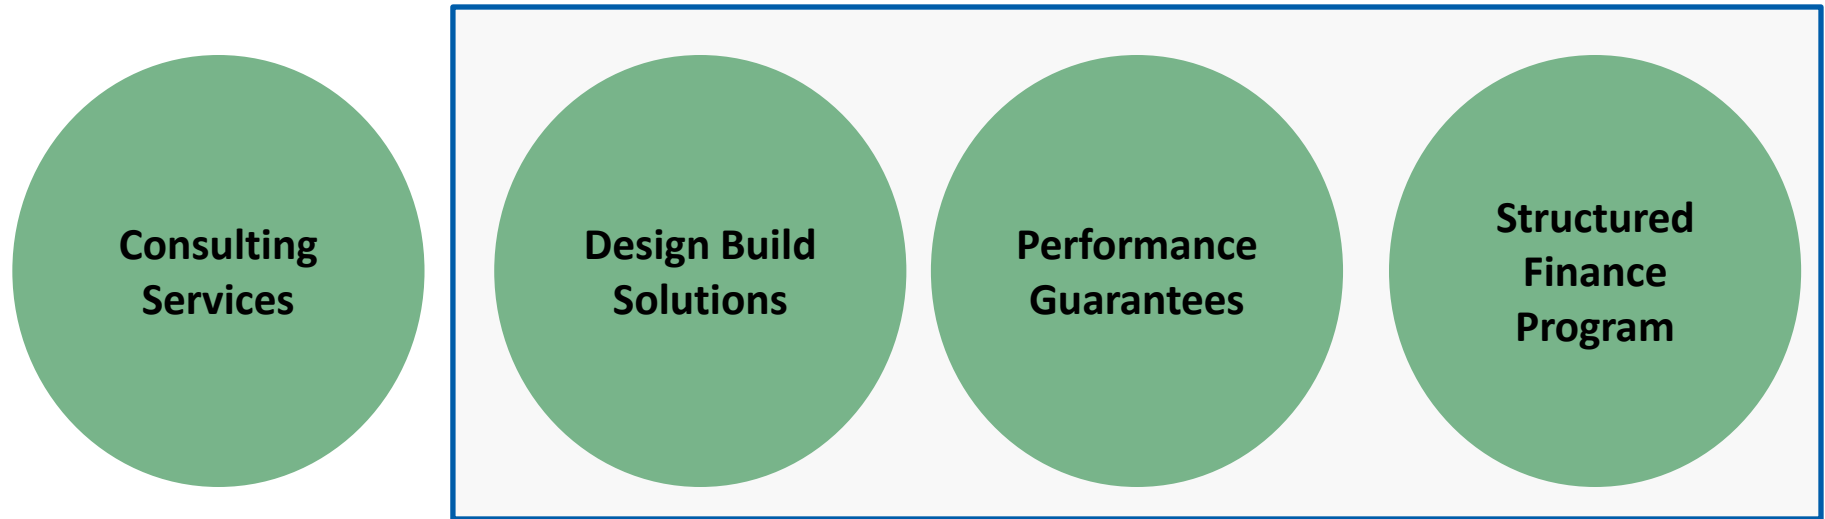 Consulting
Services
Design Build
Solutions
Performance
Guarantees
Structured
Finance
Program